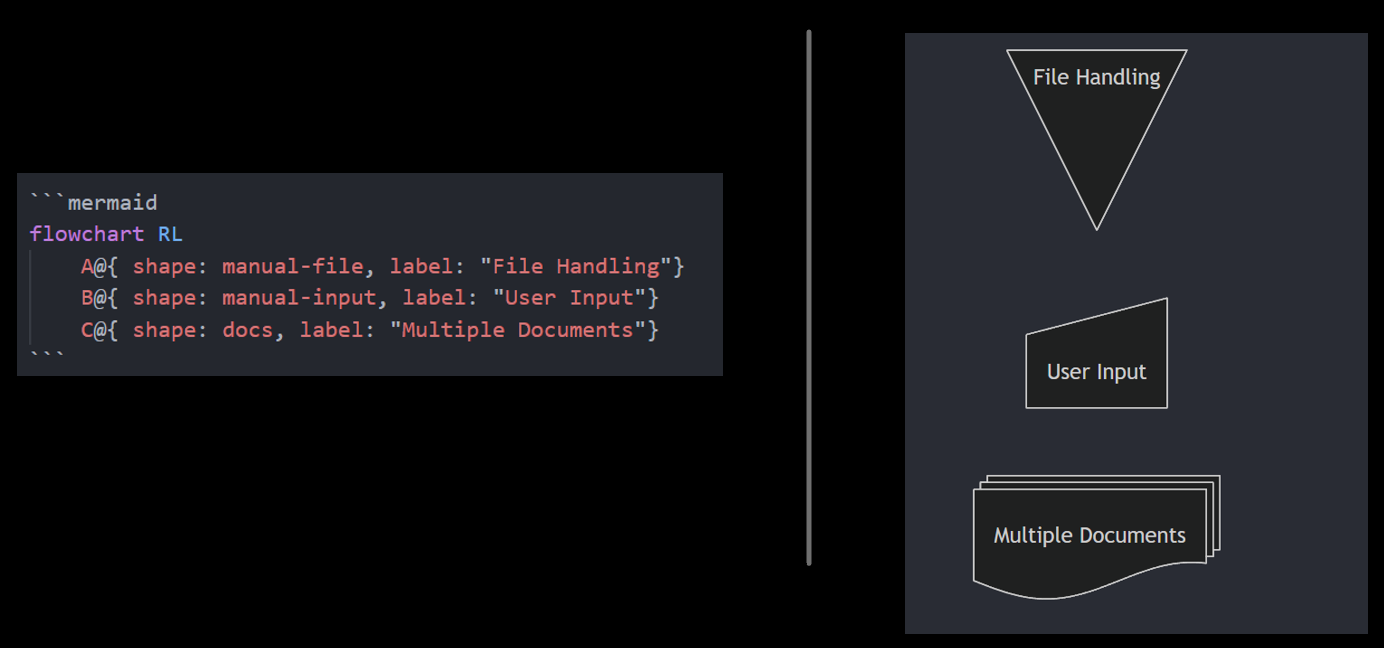 ```mermaid
flowchart RL
    A@{ shape: manual-file, label: "File Handling"}
    B@{ shape: manual-input, label: "User Input"}
    C@{ shape: docs, label: "Multiple Documents"}
```
File Handling
User Input
Multiple Documents